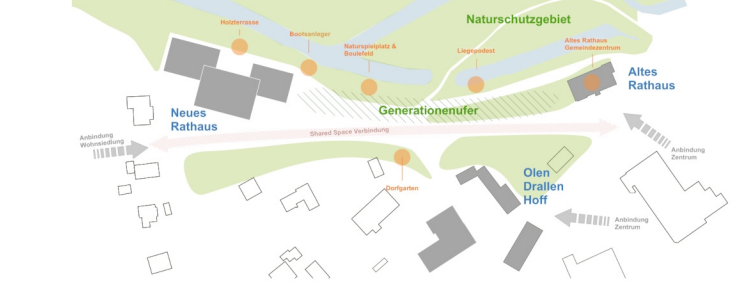 Naturschutzgebiet
Holzterrasse
Bootsanleger
Naturspielplatz &
Boulefeld
Liegepodest
Altes Rathaus
Gemeindezentrum
Altes
Rathaus
Neues
Rathaus
Generationenufer
Shared Space Verbindung
Anbindung
Wohnsiedlung
Anbindung
Zentrum
Olen
Drallen
Hoff
Dorfgarten
Anbindung
Zentrum